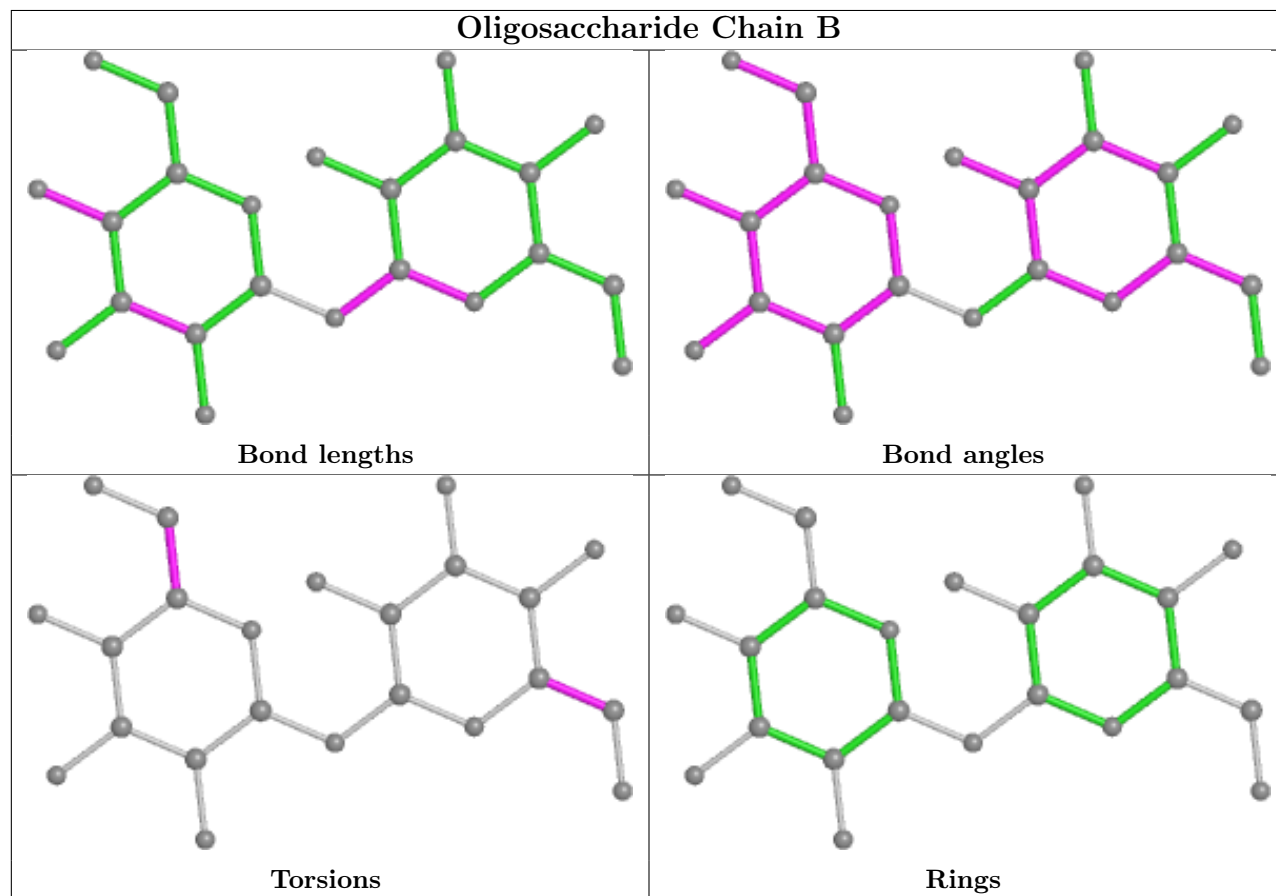 Oligosaccharide Chain B
Bond lengths
Bond angles
Torsions
Rings